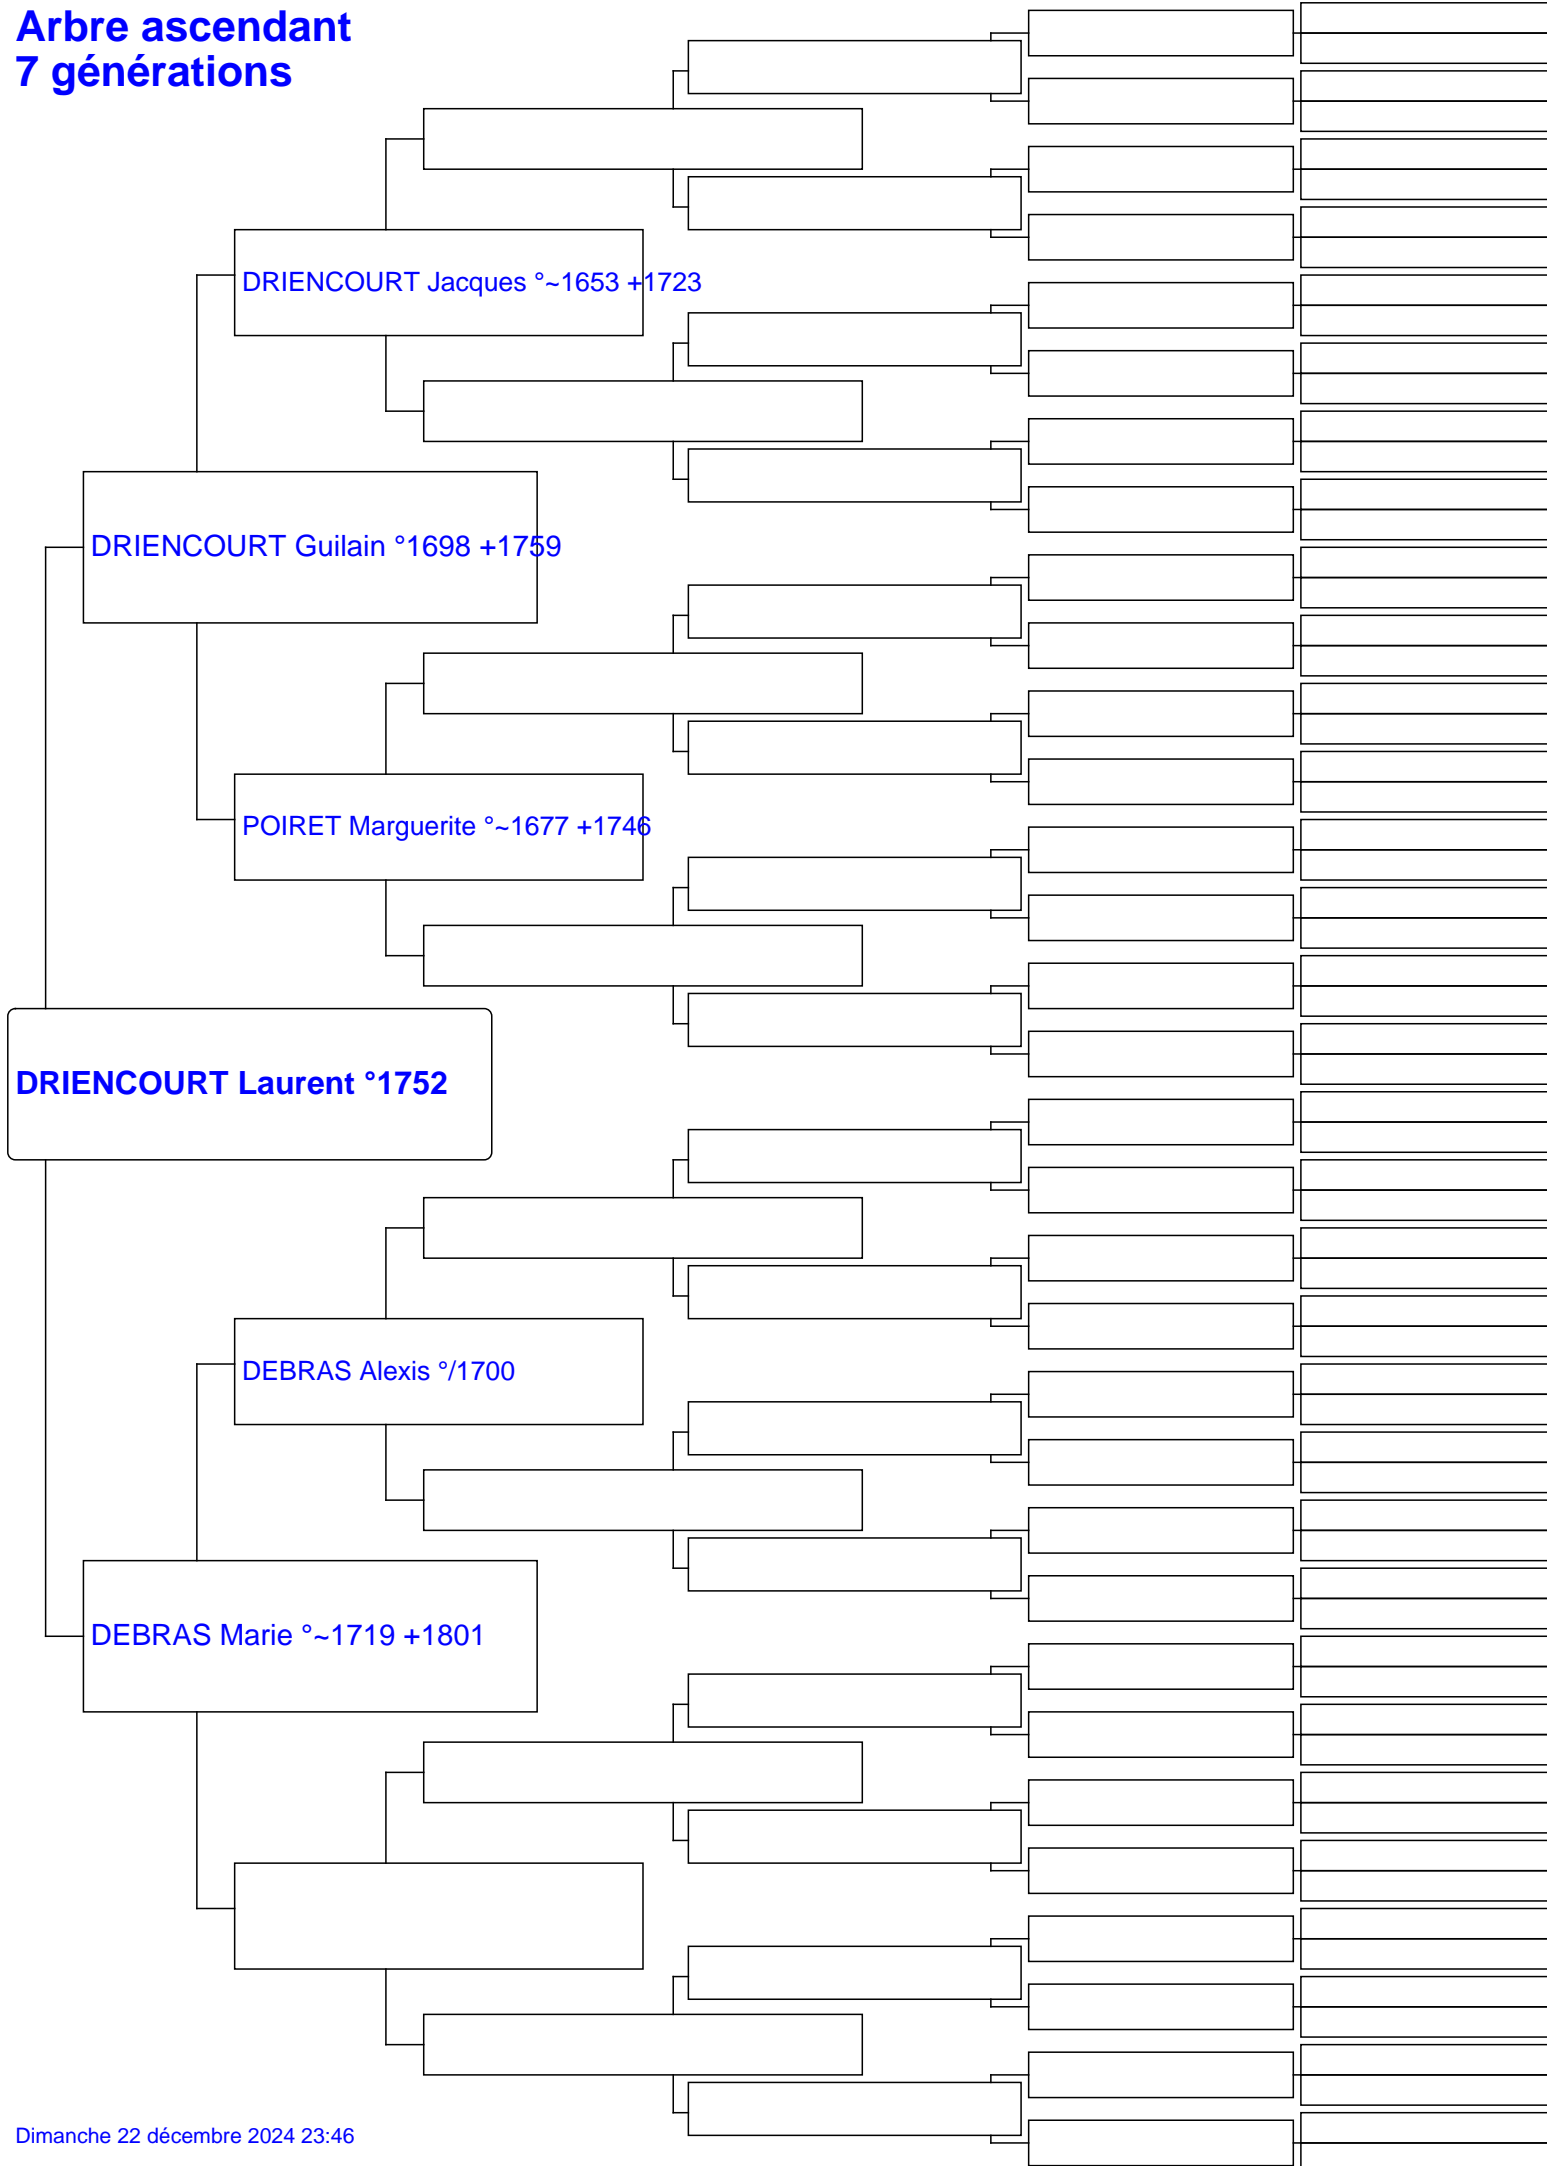 Arbre ascendant
7 générations
DRIENCOURT Jacques °~1653 +1723
DRIENCOURT Guilain °1698 +1759
POIRET Marguerite °~1677 +1746
DRIENCOURT Laurent °1752
DEBRAS Alexis °/1700
DEBRAS Marie °~1719 +1801
Dimanche 22 décembre 2024 23:46